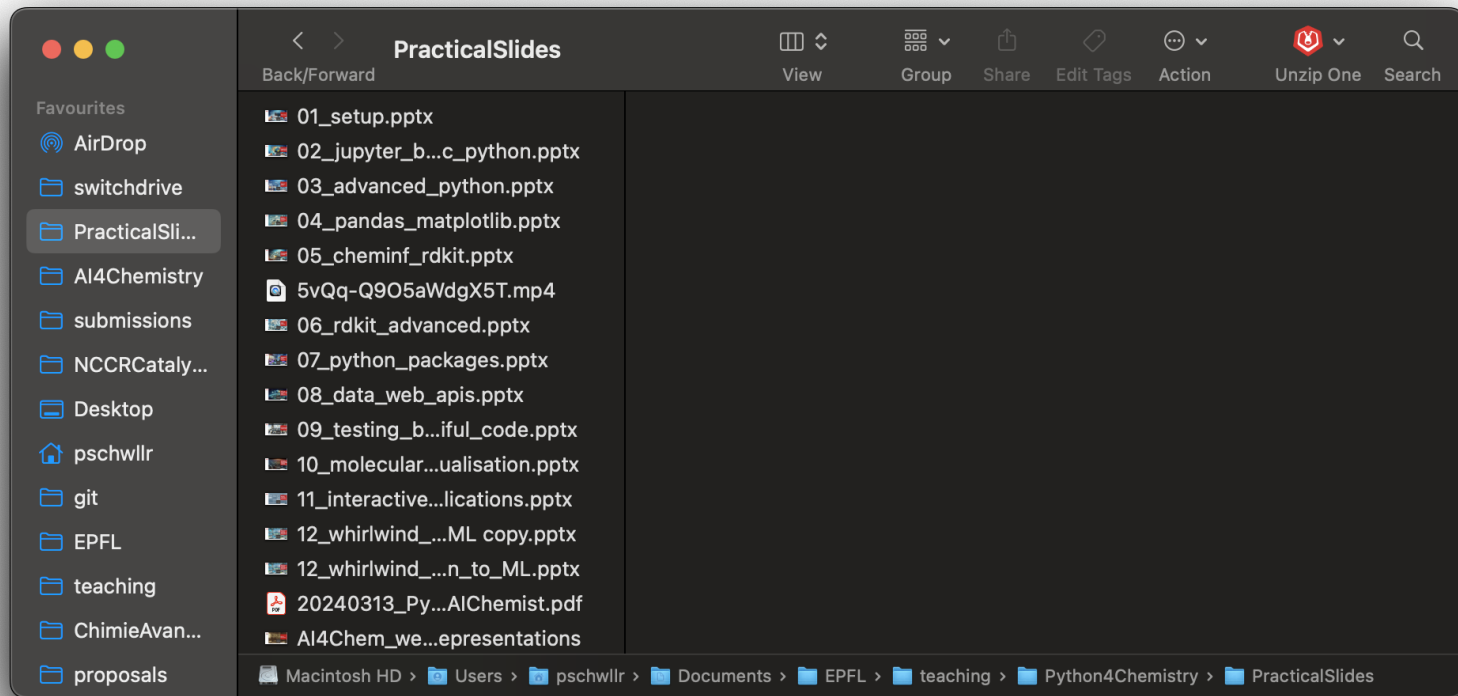 PracticalSlides
Back/Forward
View
Group
Share
Edit Tags
Action
Unzip One
Search
Favourites
AirDrop
switchdrive
PracticalSli...
AI4Chemistry
submissions
NCCRCataly...
Desktop
pschwllr
git
EPFL
teaching
ChimieAvan...
proposals
01_setup.pptx
02_jupyter_b...c_python.pptx
03_advanced_python.pptx
04_pandas_matplotlib.pptx
05_cheminf_rdkit.pptx
5vQq-Q9O5aWdgX5T.mp4
06_rdkit_advanced.pptx
07_python_packages.pptx
08_data_web_apis.pptx
09_testing_b...iful_code.pptx
10_molecular...ualisation.pptx
11_interactive...lications.pptx
12_whirlwind_...ML copy.pptx
12_whirlwind_...n_to_ML.pptx
20240313_Py...AIChemist.pdf
AI4Chem_we...epresentations
Macintosh HD › Users › pschwllr › Documents › EPFL › teaching › Python4Chemistry › PracticalSlides